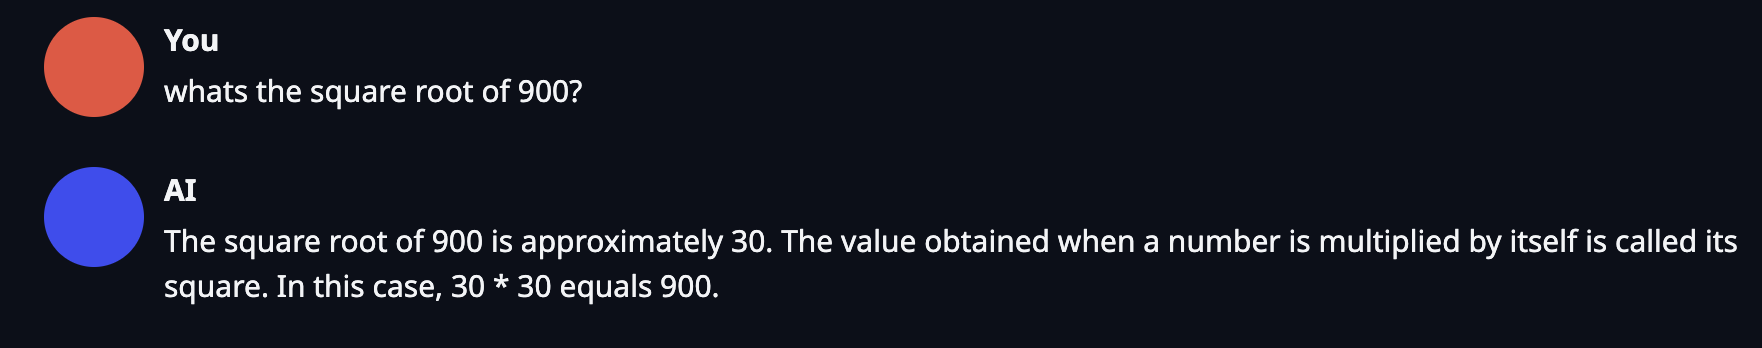 You
whats the square root of 900?
AI
The square root of 900 is approximately 30. The value obtained when a number is multiplied by itself is called its
square. In this case, 30 * 30 equals 900.